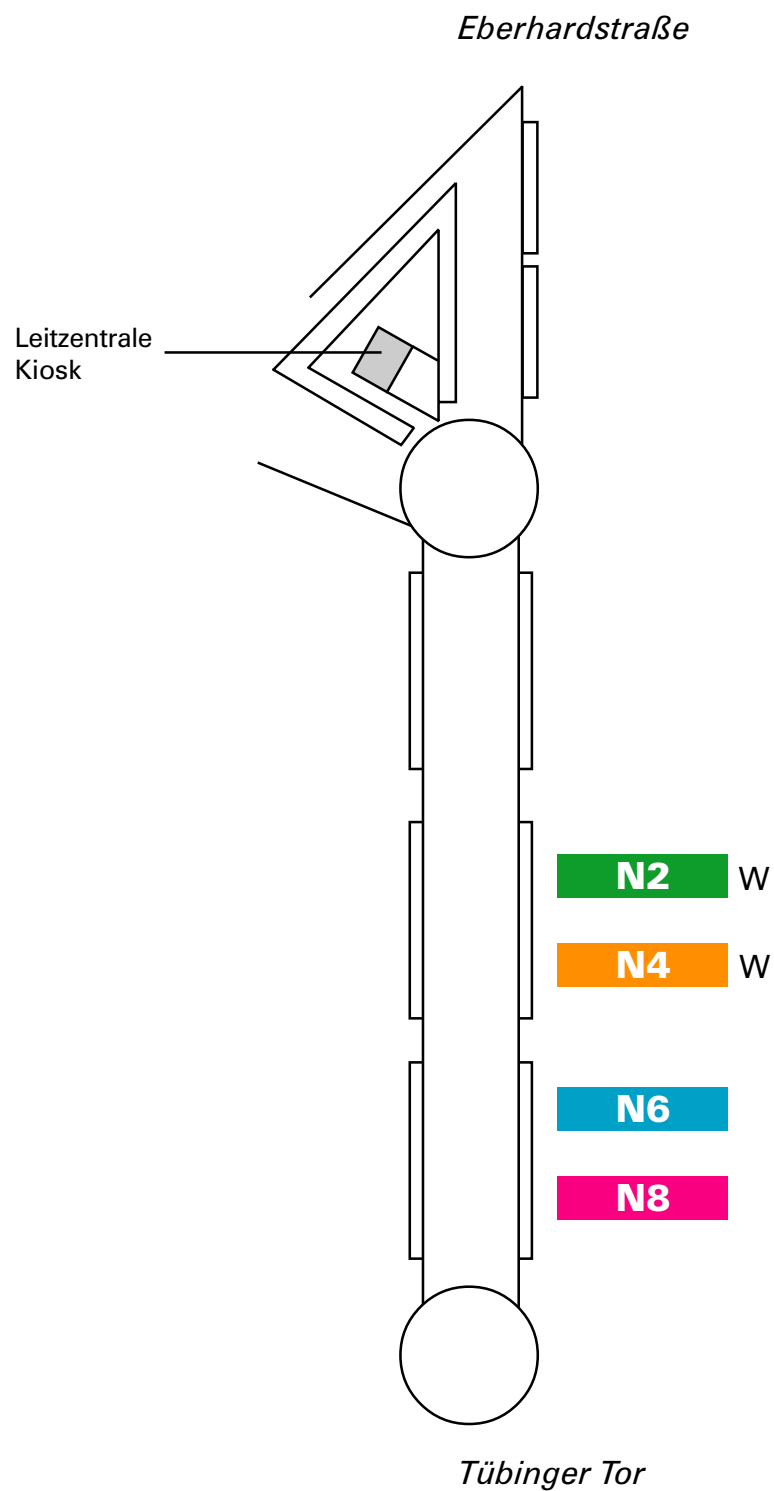 Eberhardstraße
Leitzentrale
Kiosk
N2 W
N4 W
N6
N8
Tübinger Tor